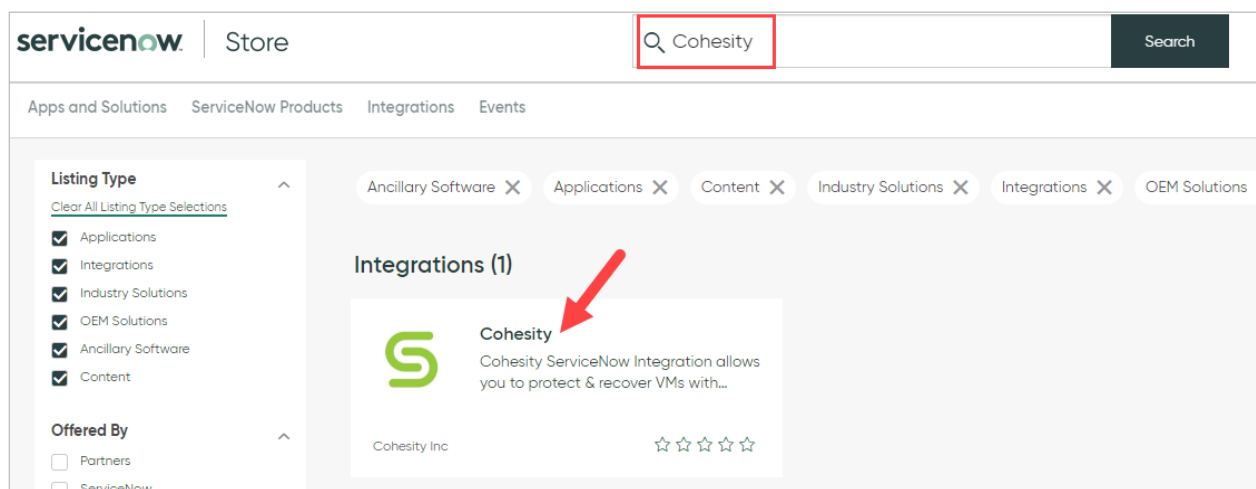 servicenow Store
Cohesity
Search
Apps and Solutions ServiceNow Products Integrations Events
Listing Type
Clear All Listing Type Selections
Applications
Integrations
Industry Solutions
OEM Solutions
Ancillary Software
Content
Offered By
Partners
ServiceNow
Ancillary Software Applications Content Industry Solutions Integrations OEM Solutions
Integrations (1)
Cohesity
Cohesity ServiceNow Integration allows
you to protect & recover VMs with...
Cohesity Inc